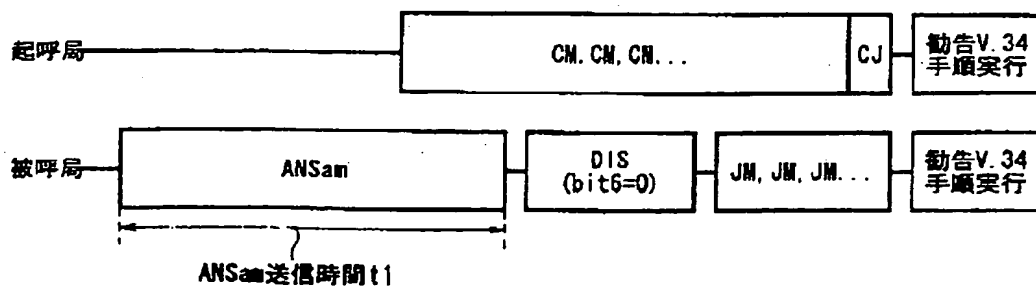 起呼局
CM,CM,CM...
CJ
勧告V.34
手順実行
被呼局
ANSam
DIS
(bit6=0)
JM,JM,JM...
勧告V.34
手順実行
ANSam送信時間t1